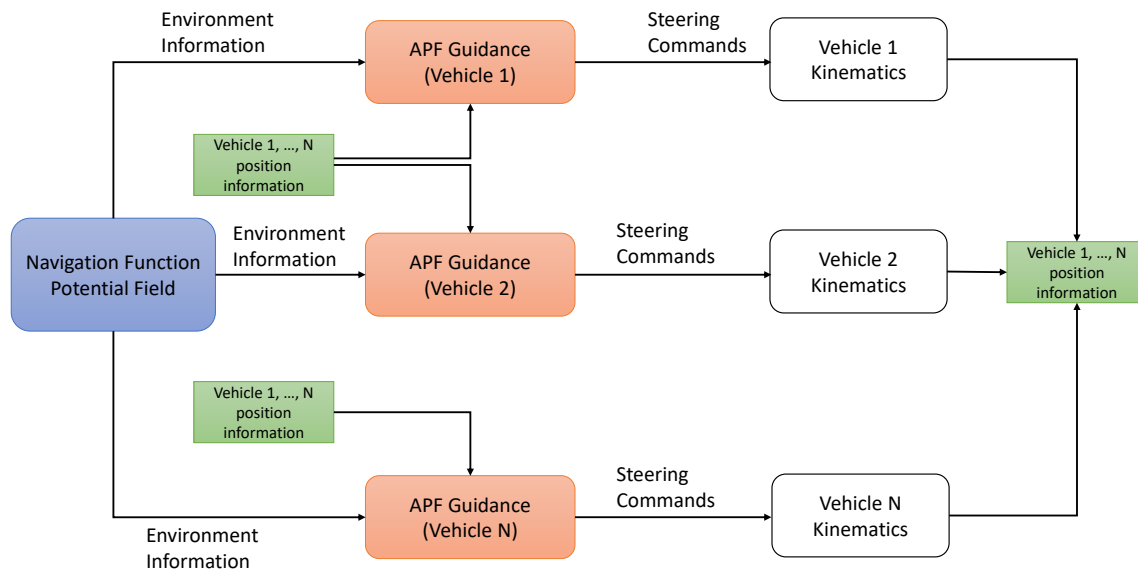 Environment
Information
APF Guidance
(Vehicle 1)
Steering
Commands
Vehicle 1
Kinematics
Vehicle 1, ..., N
position
information
Navigation Function
Potential Field
Environment
Information
APF Guidance
(Vehicle 2)
Steering
Commands
Vehicle 2
Kinematics
Vehicle 1, ..., N
position
information
Vehicle 1, ..., N
position
information
Environment
Information
APF Guidance
(Vehicle N)
Steering
Commands
Vehicle N
Kinematics